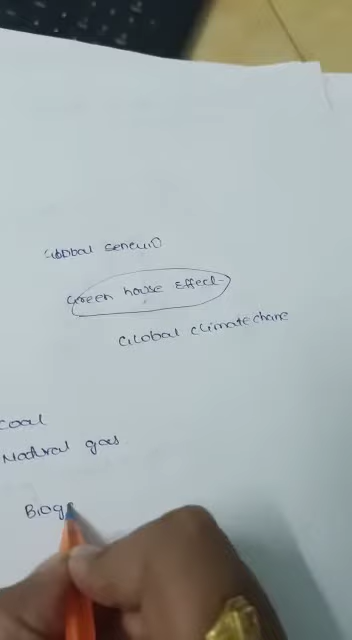 Global
Green house Effect
Global climate chane
coal
Natural gas
Biog